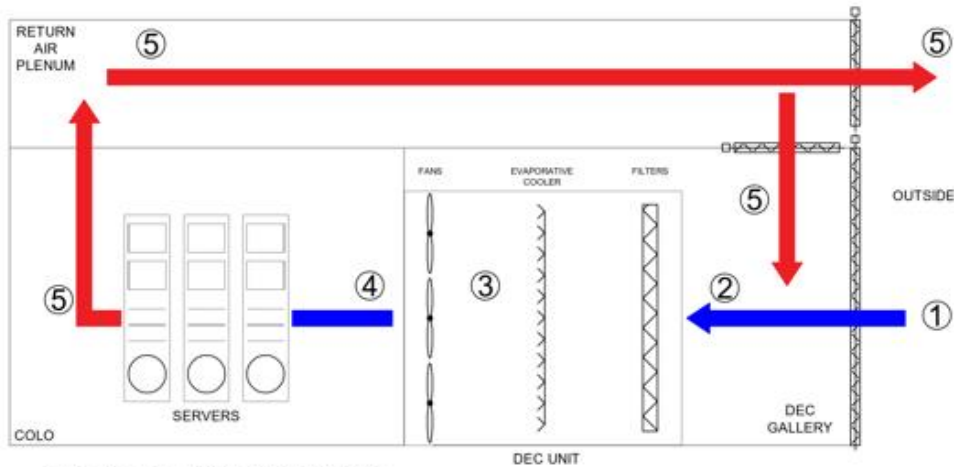 RETURN
AIR
PLENUM
⑤
⑤
FANS
EVAPORATIVE
COOLER
FILTERS
⑤
OUTSIDE
⑤
④
③
②
①
SERVERS
DEC
GALLERY
COLO
DEC UNIT